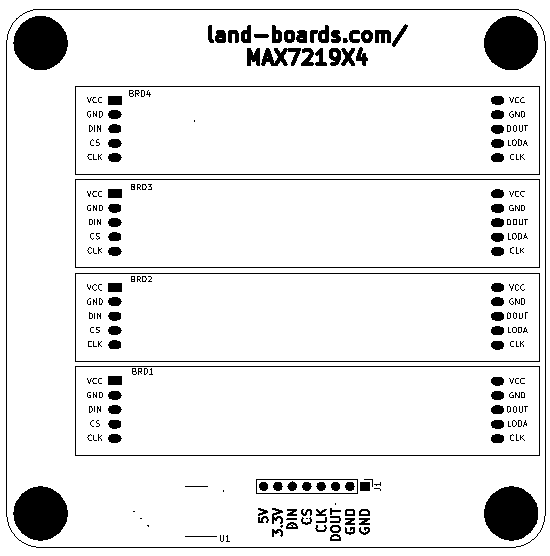 land-boards.com/
MAX7219X4
BRD4
VCC VCC
GND GND
DIN DOUT
CS LODA
CLK CLK
BRD3
VCC VCC
GND GND
DIN DOUT
CS LODA
CLK CLK
BRD2
VCC VCC
GND GND
DIN DOUT
CS LODA
CLK CLK
BRD1
VCC VCC
GND GND
DIN DOUT
CS LODA
CLK CLK
J1
5V
3.3V
DIN
CS
CLK
DOUT
GND
GND
U1